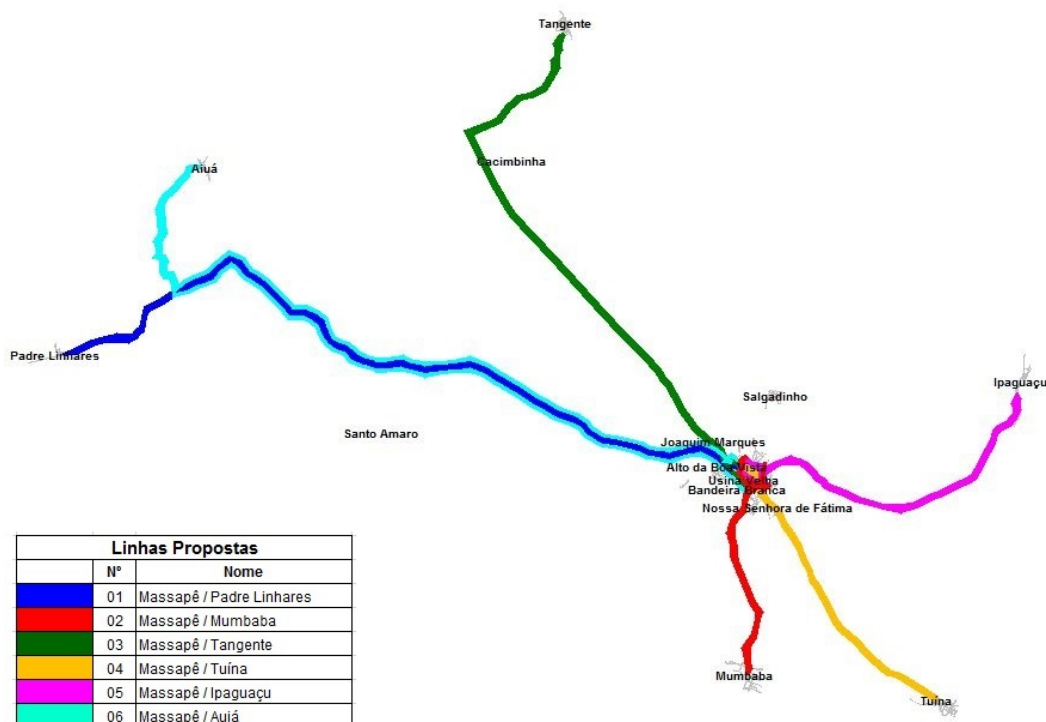 Tangente
Cacimbinha
Aiuá
Padre Linhares
Ipaguaçu
Salgadinho
Santo Amaro
Joaquim Marques
Alto da Boa Vista
Usina Velha
Bandeira Branca
Nossa Senhora de Fátima
Mumbaba
Tuína
Linhas Propostas
Nº Nome
01 Massapê / Padre Linhares
02 Massapê / Mumbaba
03 Massapê / Tangente
04 Massapê / Tuína
05 Massapê / Ipaguaçu
06 Massapê / Auiá